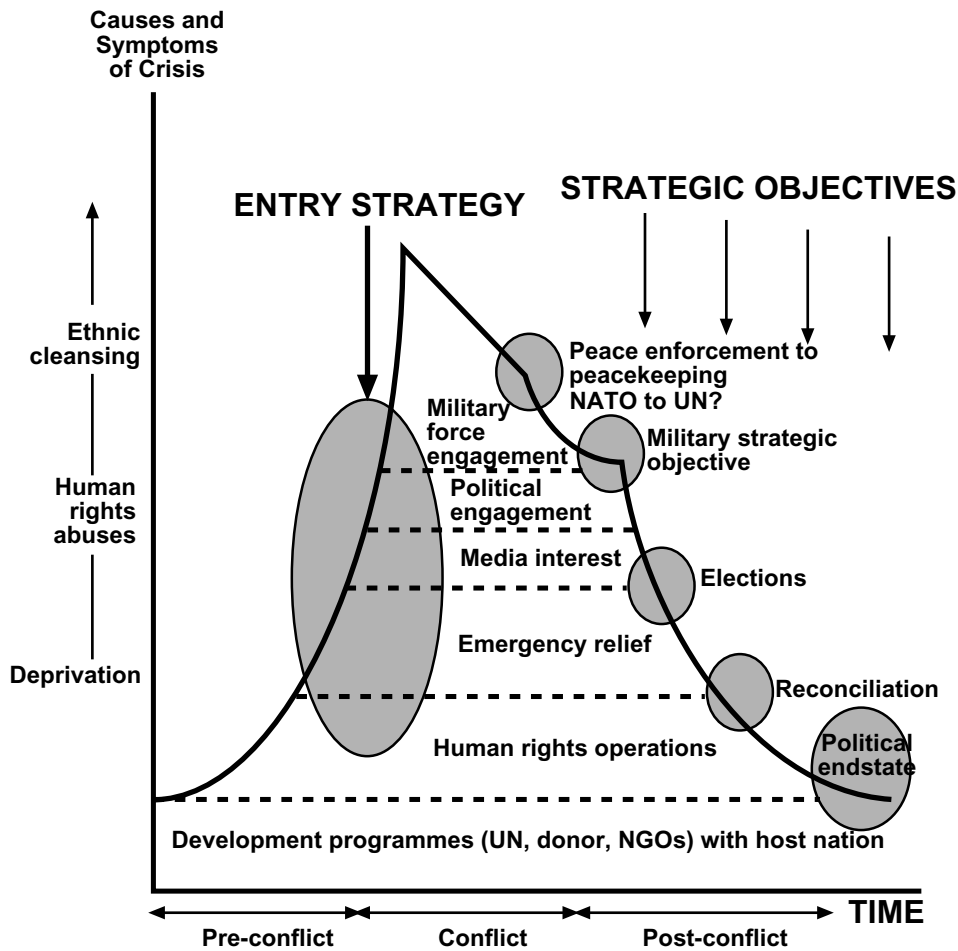 Causes and
Symptoms
of Crisis
ENTRY STRATEGY
STRATEGIC OBJECTIVES
Ethnic
cleansing
Human
rights
abuses
Deprivation
Peace enforcement to
peacekeeping
NATO to UN?
Military
force
engagement
Military strategic
objective
Political
engagement
Media interest
Elections
Emergency relief
Reconciliation
Human rights operations
Political
endstate
Development programmes (UN, donor, NGOs) with host nation
TIME
Pre-conflict
Conflict
Post-conflict